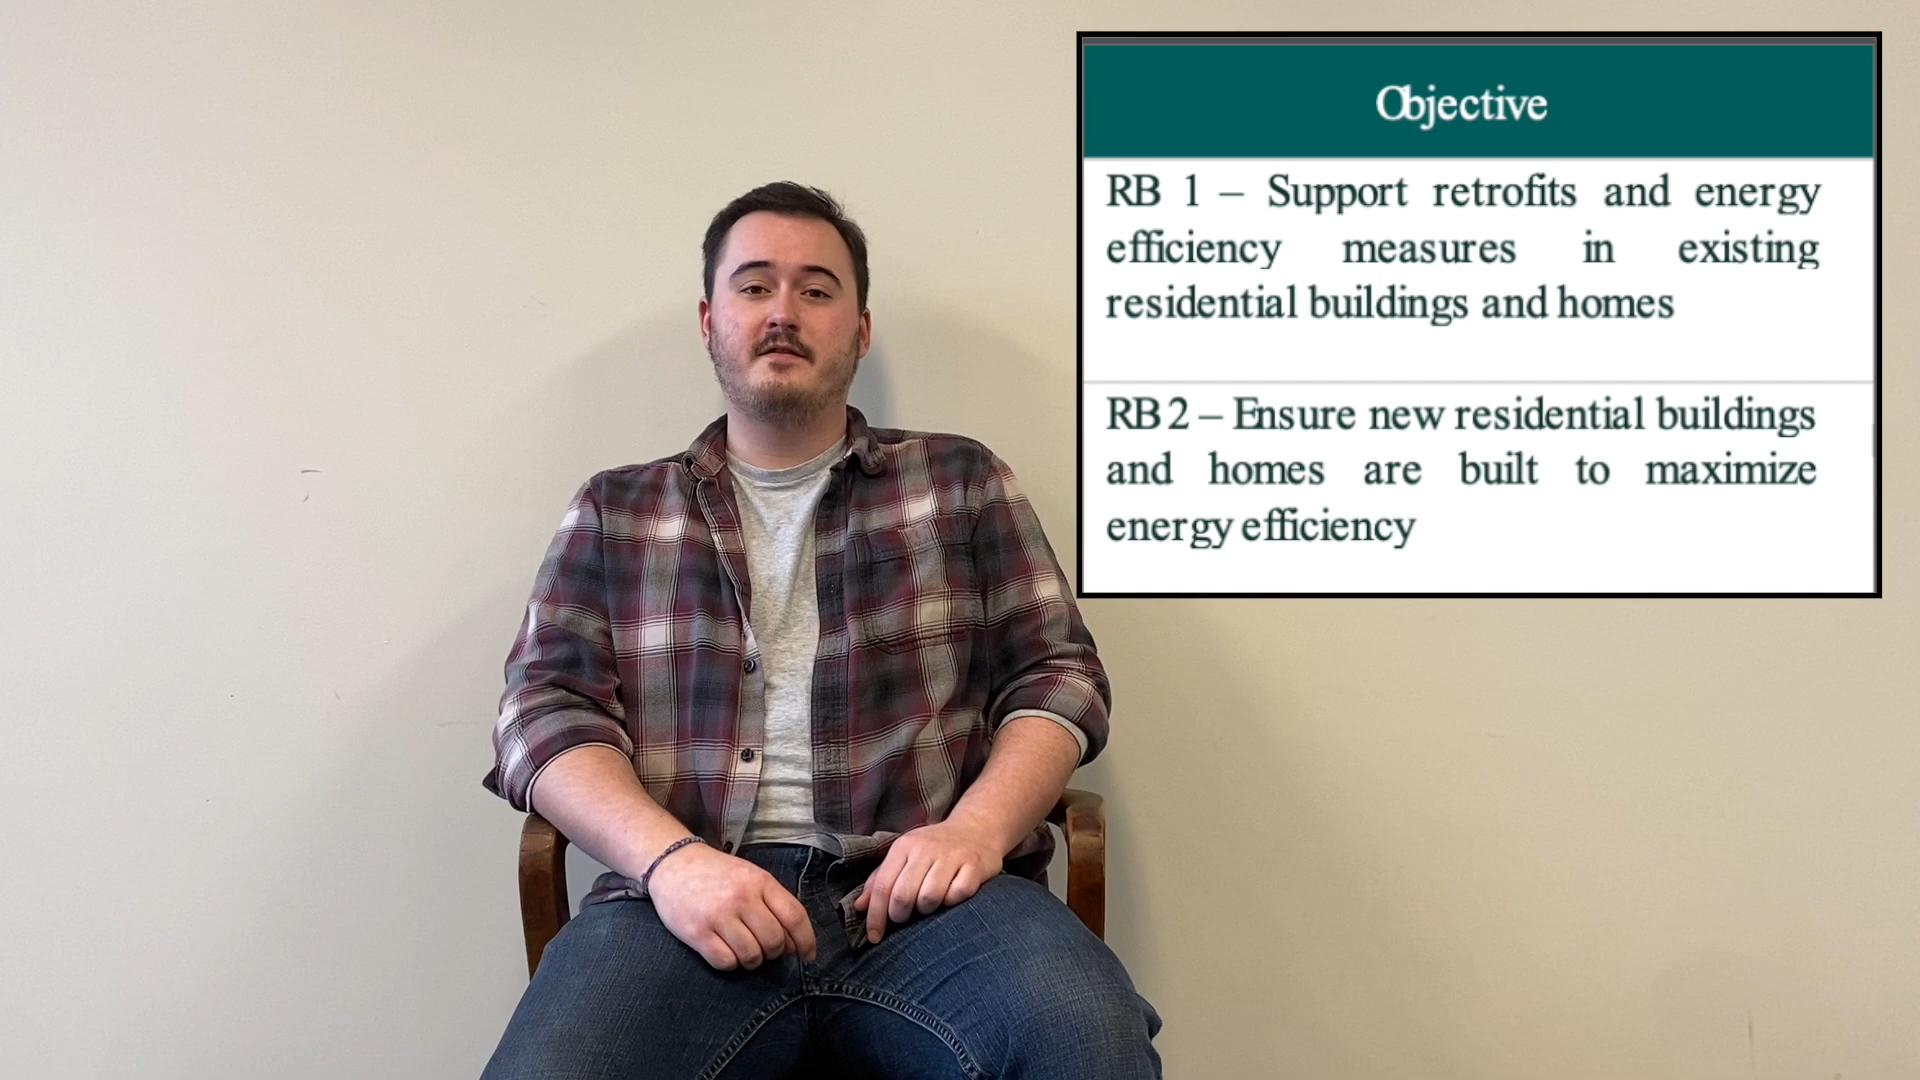 Objective
RB 1 – Support retrofits and energy
efficiency measures in existing
residential buildings and homes
RB 2 – Ensure new residential buildings
and homes are built to maximize
energy efficiency